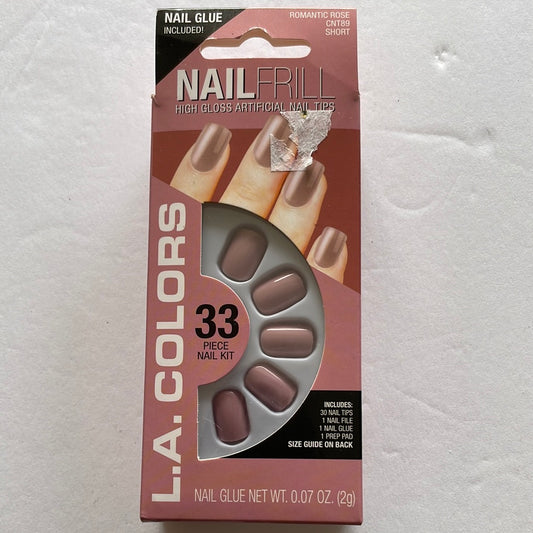 NAIL GLUE
INCLUDED!
ROMANTIC ROSE
CNT89
SHORT
NAILFRILL
HIGH GLOSS ARTIFICIAL NAIL TIPS
L.A. COLORS
33
PIECE
NAIL KIT
INCLUDES:
30 NAIL TIPS
1 NAIL FILE
1 NAIL GLUE
1 PREP PAD
SIZE GUIDE ON BACK
NAIL GLUE NET WT. 0.07 OZ. (2g)